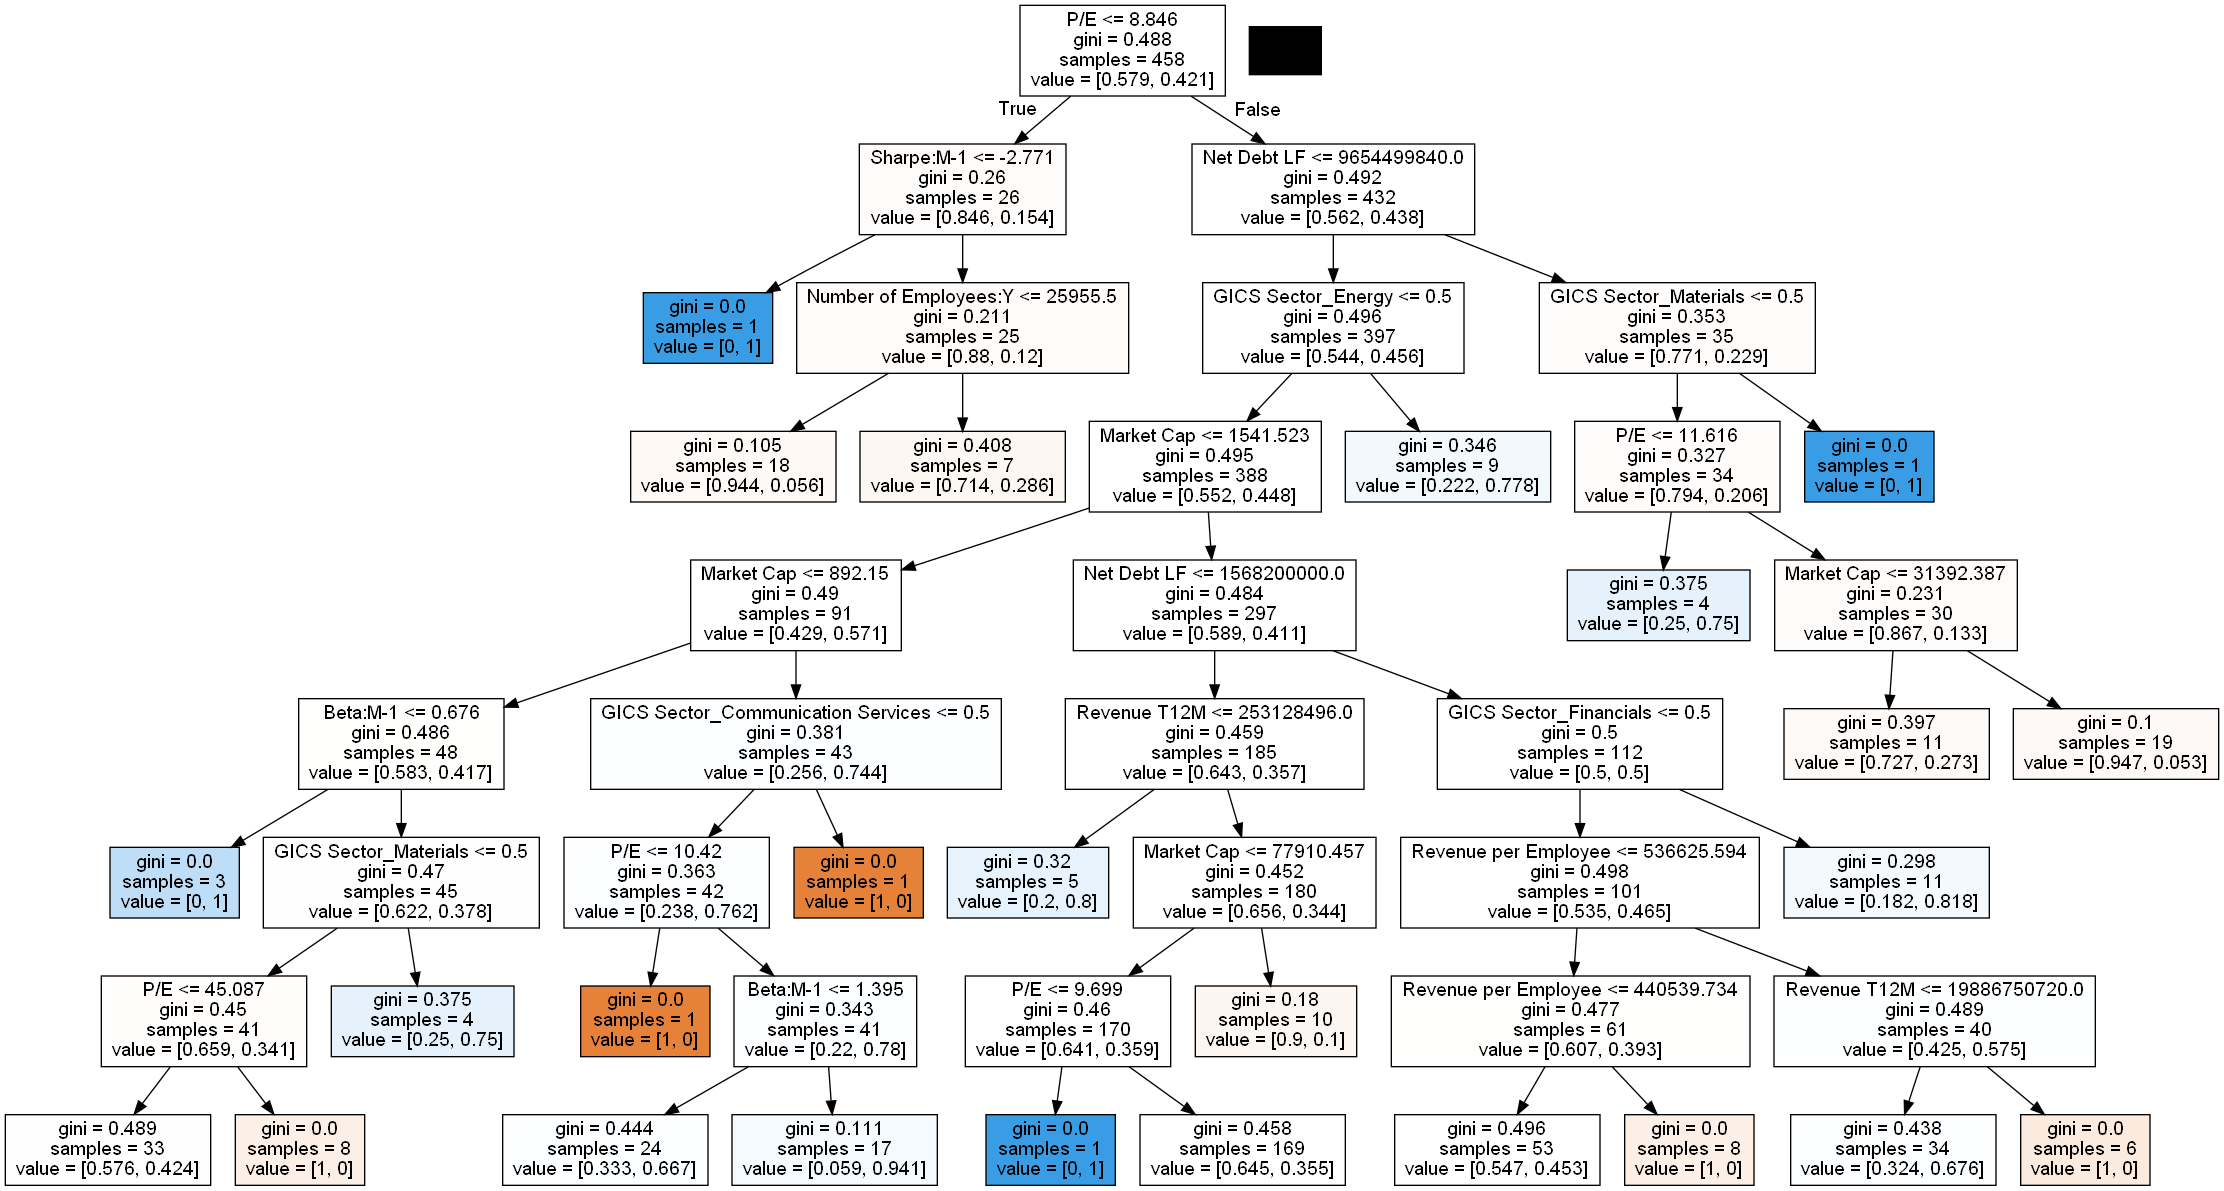 P/E <= 8.846
gini = 0.488
samples = 458
value = [0.579, 0.421]
True
False
Sharpe:M-1 <= -2.771
gini = 0.26
samples = 26
value = [0.846, 0.154]
Net Debt LF <= 9654499840.0
gini = 0.492
samples = 432
value = [0.562, 0.438]
gini = 0.0
samples = 1
value = [0, 1]
Number of Employees:Y <= 25955.5
gini = 0.211
samples = 25
value = [0.88, 0.12]
GICS Sector_Energy <= 0.5
gini = 0.496
samples = 397
value = [0.544, 0.456]
GICS Sector_Materials <= 0.5
gini = 0.353
samples = 35
value = [0.771, 0.229]
gini = 0.105
samples = 18
value = [0.944, 0.056]
gini = 0.408
samples = 7
value = [0.714, 0.286]
Market Cap <= 1541.523
gini = 0.495
samples = 388
value = [0.552, 0.448]
gini = 0.346
samples = 9
value = [0.222, 0.778]
P/E <= 11.616
gini = 0.327
samples = 34
value = [0.794, 0.206]
gini = 0.0
samples = 1
value = [0, 1]
Market Cap <= 892.15
gini = 0.49
samples = 91
value = [0.429, 0.571]
Net Debt LF <= 1568200000.0
gini = 0.484
samples = 297
value = [0.589, 0.411]
gini = 0.375
samples = 4
value = [0.25, 0.75]
Market Cap <= 31392.387
gini = 0.231
samples = 30
value = [0.867, 0.133]
Beta:M-1 <= 0.676
gini = 0.486
samples = 48
value = [0.583, 0.417]
GICS Sector_Communication Services <= 0.5
gini = 0.381
samples = 43
value = [0.256, 0.744]
Revenue T12M <= 253128496.0
gini = 0.459
samples = 185
value = [0.643, 0.357]
GICS Sector_Financials <= 0.5
gini = 0.5
samples = 112
value = [0.5, 0.5]
gini = 0.397
samples = 11
value = [0.727, 0.273]
gini = 0.1
samples = 19
value = [0.947, 0.053]
gini = 0.0
samples = 3
value = [0, 1]
GICS Sector_Materials <= 0.5
gini = 0.47
samples = 45
value = [0.622, 0.378]
P/E <= 10.42
gini = 0.363
samples = 42
value = [0.238, 0.762]
gini = 0.0
samples = 1
value = [1, 0]
gini = 0.32
samples = 5
value = [0.2, 0.8]
Market Cap <= 77910.457
gini = 0.452
samples = 180
value = [0.656, 0.344]
Revenue per Employee <= 536625.594
gini = 0.498
samples = 101
value = [0.535, 0.465]
gini = 0.298
samples = 11
value = [0.182, 0.818]
P/E <= 45.087
gini = 0.45
samples = 41
value = [0.659, 0.341]
gini = 0.375
samples = 4
value = [0.25, 0.75]
gini = 0.0
samples = 1
value = [1, 0]
Beta:M-1 <= 1.395
gini = 0.343
samples = 41
value = [0.22, 0.78]
P/E <= 9.699
gini = 0.46
samples = 170
value = [0.641, 0.359]
gini = 0.18
samples = 10
value = [0.9, 0.1]
Revenue per Employee <= 440539.734
gini = 0.477
samples = 61
value = [0.607, 0.393]
Revenue T12M <= 19886750720.0
gini = 0.489
samples = 40
value = [0.425, 0.575]
gini = 0.489
samples = 33
value = [0.576, 0.424]
gini = 0.0
samples = 8
value = [1, 0]
gini = 0.444
samples = 24
value = [0.333, 0.667]
gini = 0.111
samples = 17
value = [0.059, 0.941]
gini = 0.0
samples = 1
value = [0, 1]
gini = 0.458
samples = 169
value = [0.645, 0.355]
gini = 0.496
samples = 53
value = [0.547, 0.453]
gini = 0.0
samples = 8
value = [1, 0]
gini = 0.438
samples = 34
value = [0.324, 0.676]
gini = 0.0
samples = 6
value = [1, 0]